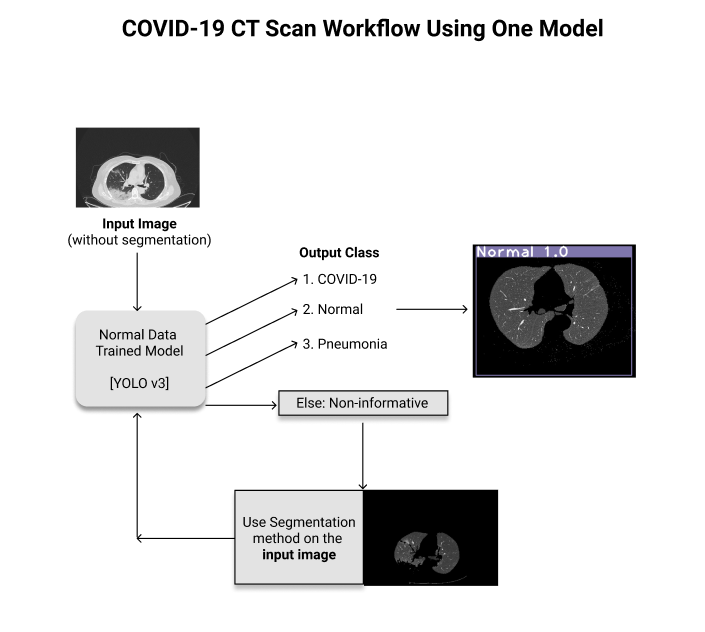 COVID-19 CT Scan Workflow Using One Model
Input Image
(without segmentation)
Output Class
1. COVID-19
2. Normal
3. Pneumonia
Normal 1.0
Normal Data
Trained Model
[YOLO v3]
Else: Non-informative
Use Segmentation
method on the
input image